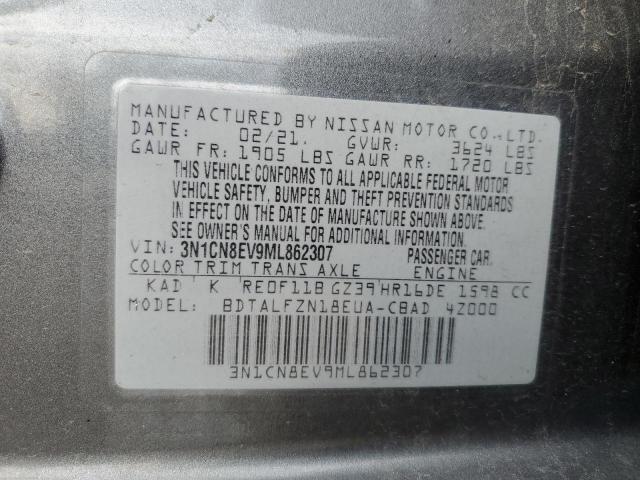 MANUFACTURED BY NISSAN MOTOR CO., LTD.
DATE: 02/21. GVWR: 3624 LBS
GAWR FR: 1905 LBS GAWR RR: 1720 LBS
THIS VEHICLE CONFORMS TO ALL APPLICABLE FEDERAL MOTOR
VEHICLE SAFETY, BUMPER AND THEFT PREVENTION STANDARDS
IN EFFECT ON THE DATE OF MANUFACTURE SHOWN ABOVE.
SEE OWNER'S MANUAL FOR ADDITIONAL INFORMATION.
VIN: 3N1CN8EV9ML862307 PASSENGER CAR.
COLOR TRIM TRANS AXLE ENGINE
KAD K RE0F11B GZ39 HR16DE 1598 CC
MODEL: BDTALFZN18EUA-CBAD 4Z000
3N1CN8EV9ML862307